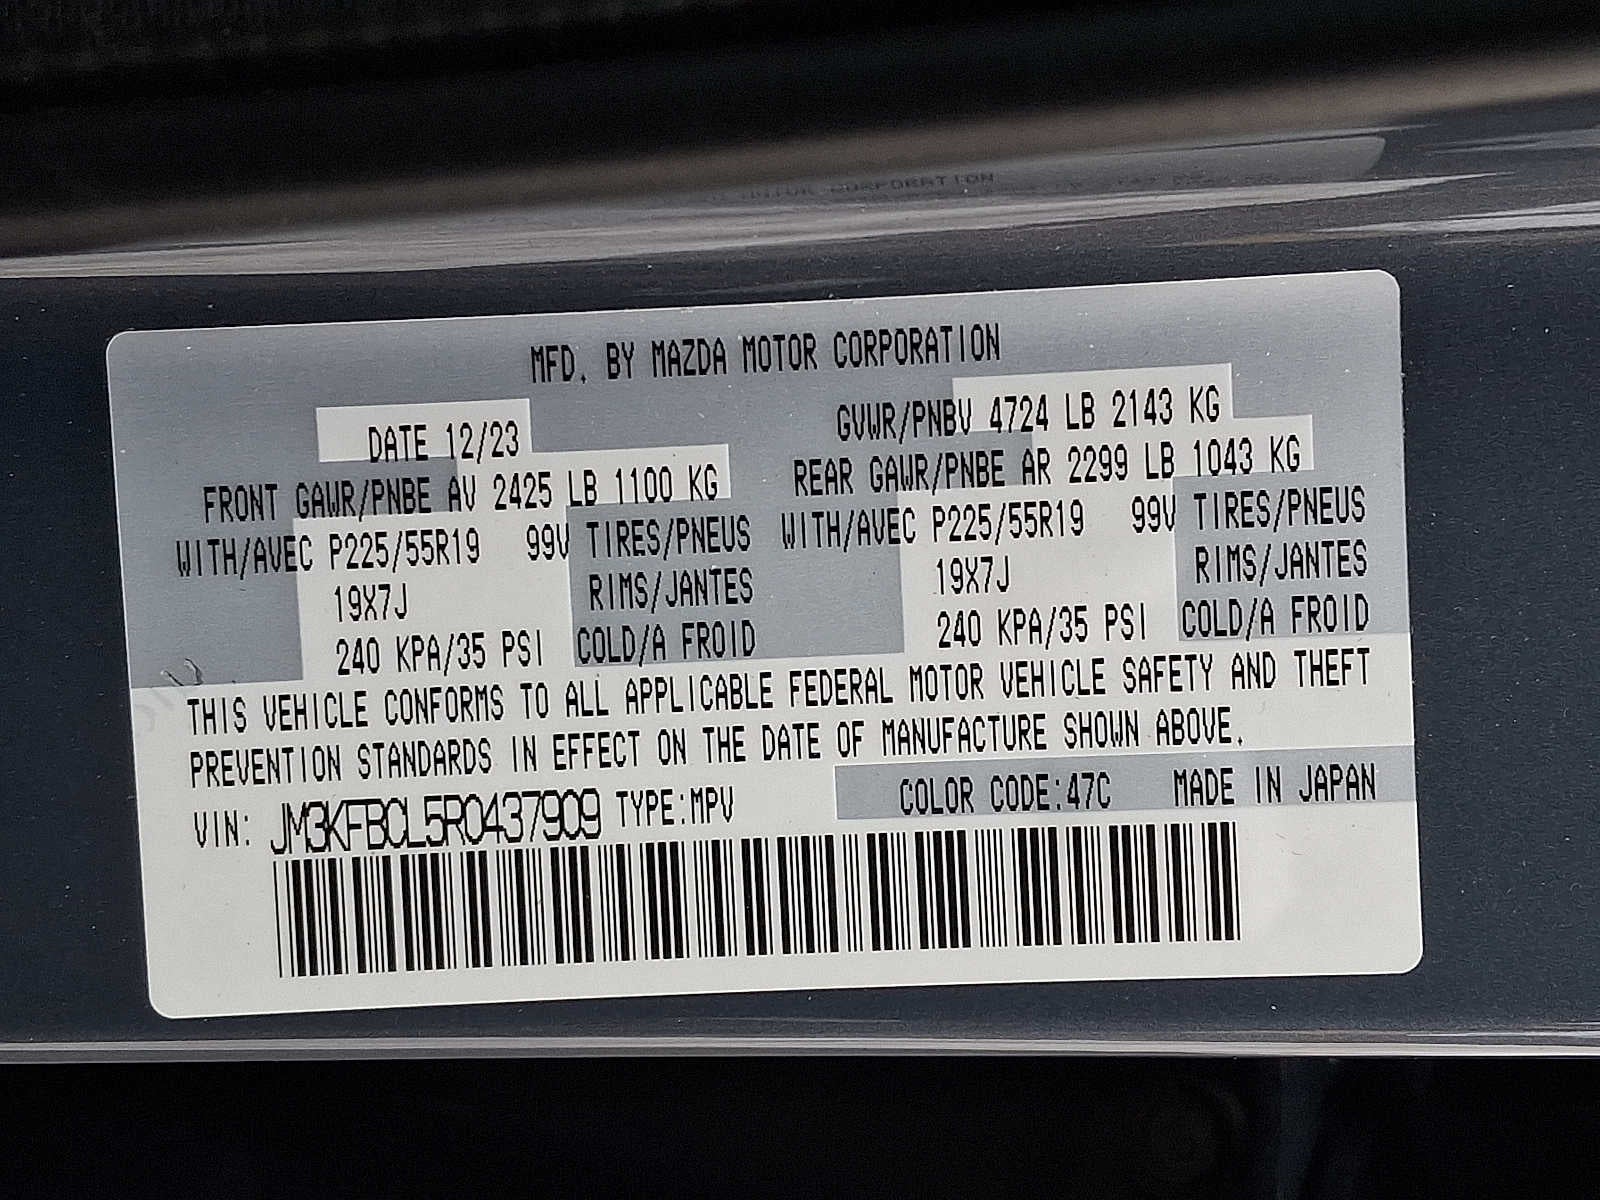 MOTOR CORPORATION
MFD. BY MAZDA MOTOR CORPORATION
DATE 12/23 GVWR/PNBV 4724 LB 2143 KG
FRONT GAWR/PNBE AV 2425 LB 1100 KG REAR GAWR/PNBE AR 2299 LB 1043 KG
WITH/AVEC P225/55R19 99V TIRES/PNEUS WITH/AVEC P225/55R19 99V TIRES/PNEUS
19X7J RIMS/JANTES 19X7J RIMS/JANTES
240 KPA/35 PSI COLD/A FROID 240 KPA/35 PSI COLD/A FROID
THIS VEHICLE CONFORMS TO ALL APPLICABLE FEDERAL MOTOR VEHICLE SAFETY AND THEFT
PREVENTION STANDARDS IN EFFECT ON THE DATE OF MANUFACTURE SHOWN ABOVE.
VIN: JM3KFBCL5R0437909 TYPE:MPV COLOR CODE:47C MADE IN JAPAN